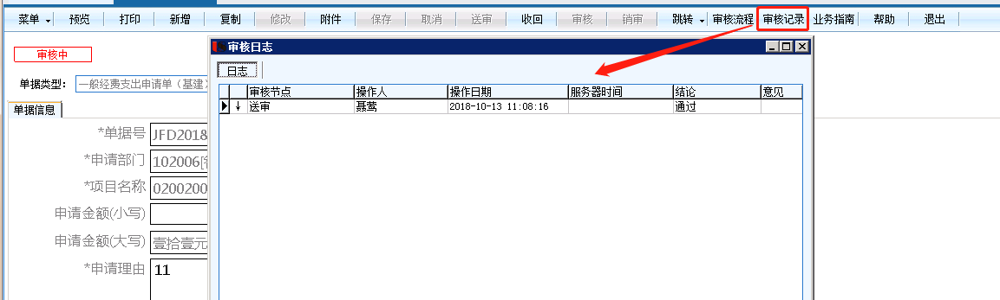 菜单 预览 打印 新增 复制 修改 附件 保存 取消 送审 收回 审核 销审 跳转 审核流程 审核记录 业务指南 帮助 退出
审核中
审核日志
日志
单据类型： 一般经费支出申请单（基建）
审核节点 操作人 操作日期 服务器时间 结论 意见
送审 聂莺 2018-10-13 11:08:16 通过
单据信息
*单据号 JFD2018
*申请部门 102006[
*项目名称 0200200
申请金额(小写)
申请金额(大写) 壹拾壹元
*申请理由 11